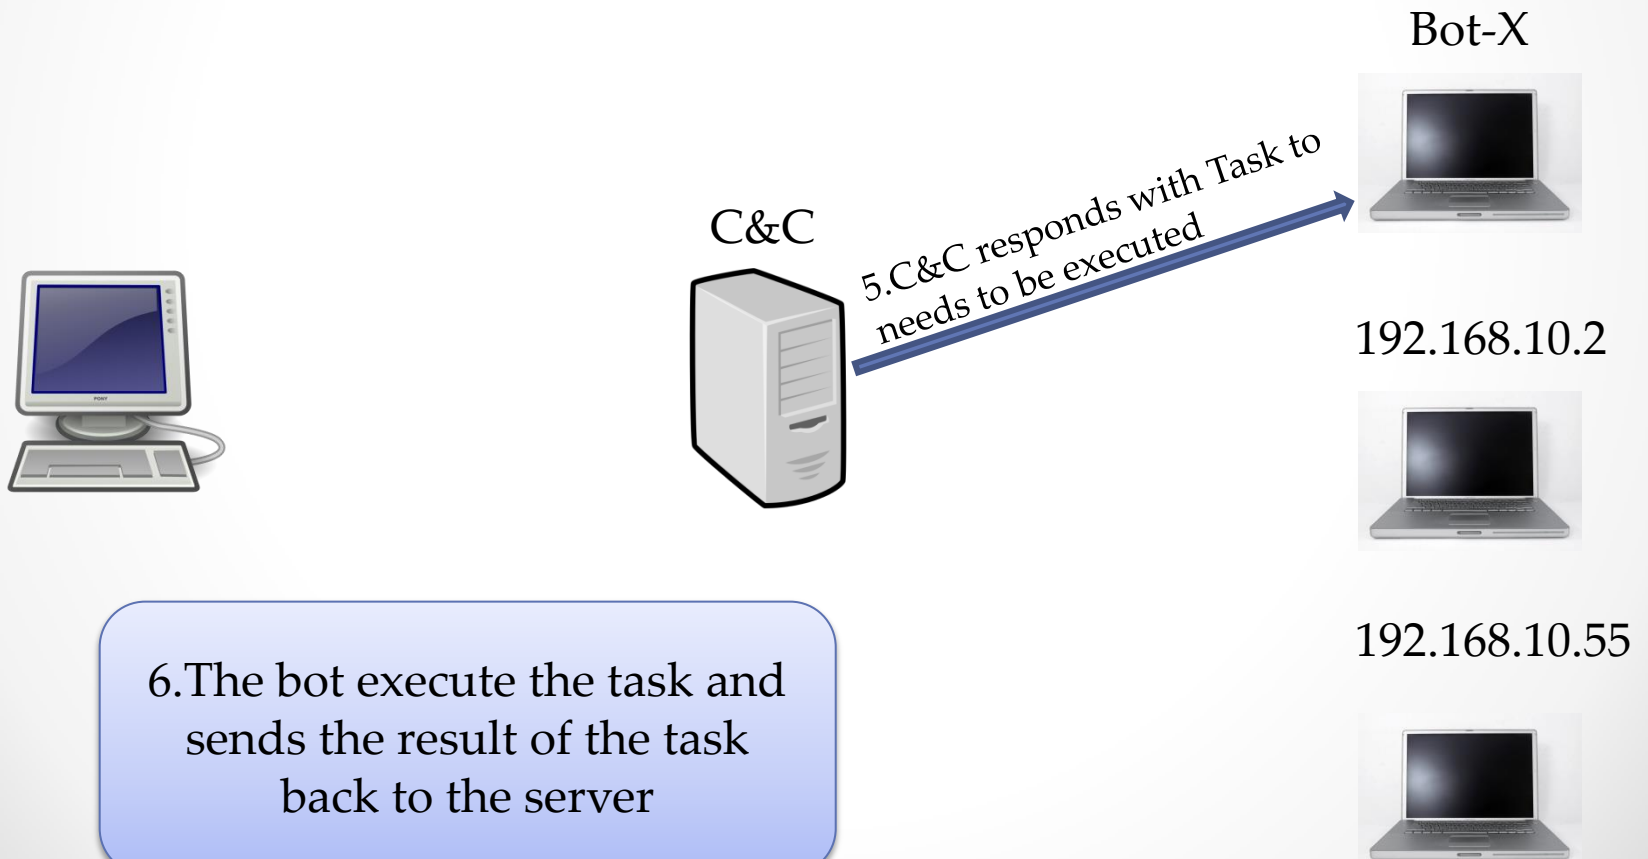 Bot-X
C&C
5.C&C responds with Task to
needs to be executed
192.168.10.2
PONY
192.168.10.55
6.The bot execute the task and
sends the result of the task
back to the server